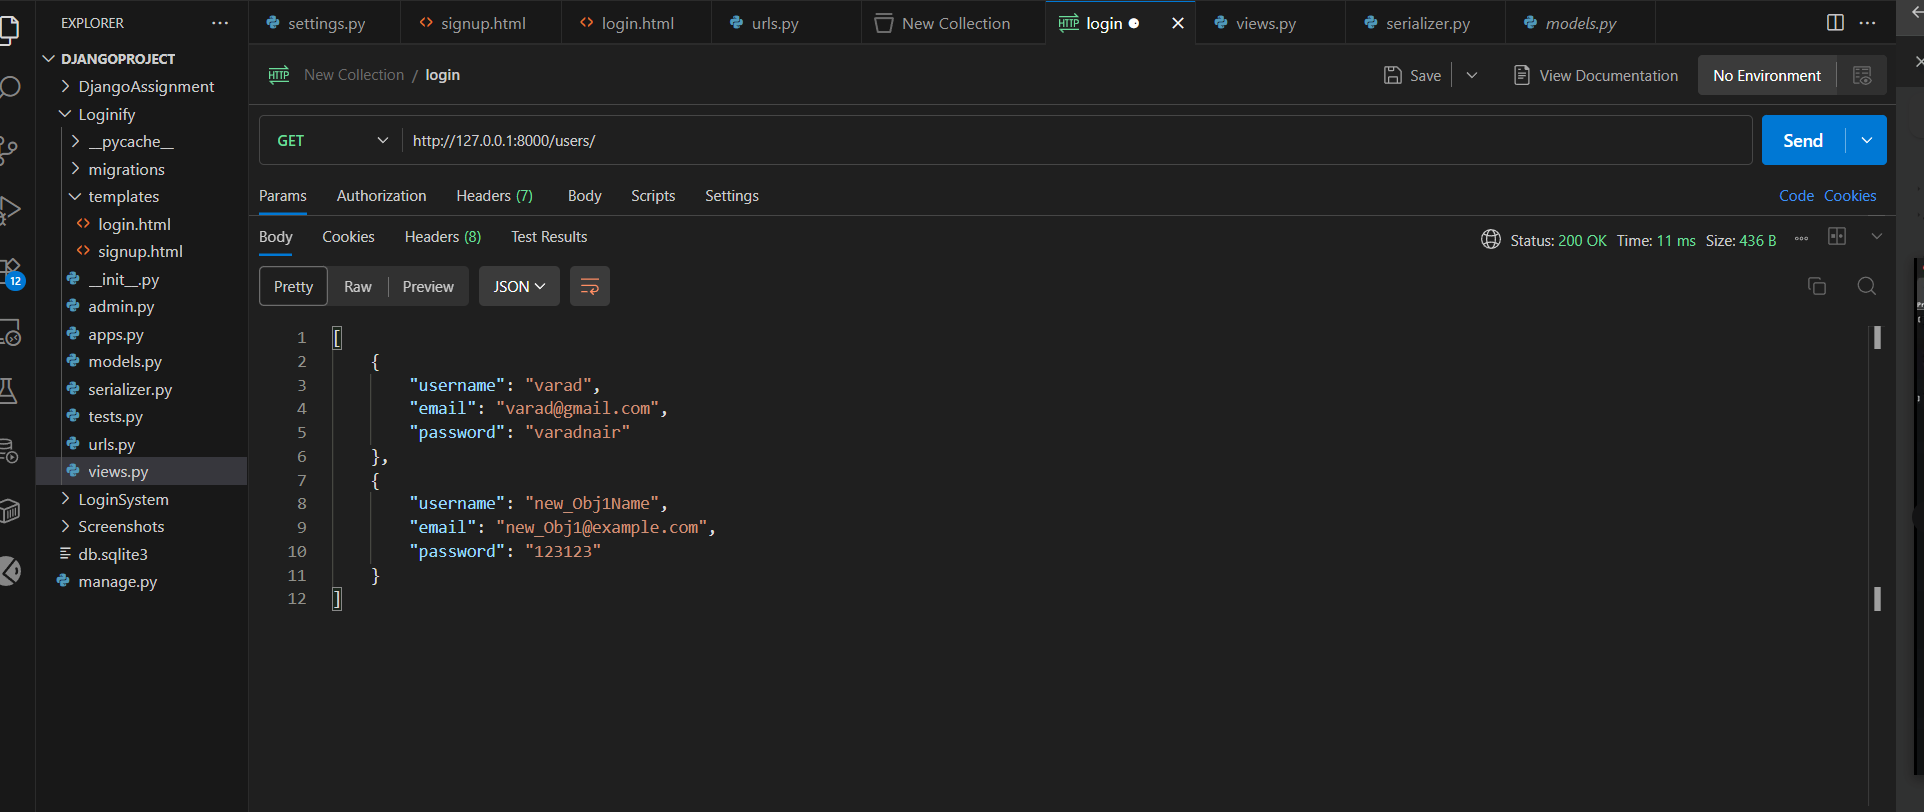 EXPLORER
DJANGOPROJECT
DjangoAssignment
Loginify
__pycache__
migrations
templates
login.html
signup.html
__init__.py
admin.py
apps.py
models.py
serializer.py
tests.py
urls.py
views.py
LoginSystem
Screenshots
db.sqlite3
manage.py
12
settings.py signup.html login.html urls.py New Collection HTTP login views.py serializer.py models.py
HTTP New Collection / login Save View Documentation No Environment
GET http://127.0.0.1:8000/users/ Send
Params Authorization Headers (7) Body Scripts Settings Code Cookies
Body Cookies Headers (8) Test Results Status: 200 OK Time: 11 ms Size: 436 B
Pretty Raw Preview JSON
1 [
2 {
3 "username": "varad",
4 "email": "varad@gmail.com",
5 "password": "varadnair"
6 },
7 {
8 "username": "new_Obj1Name",
9 "email": "new_Obj1@example.com",
10 "password": "123123"
11 }
12 ]